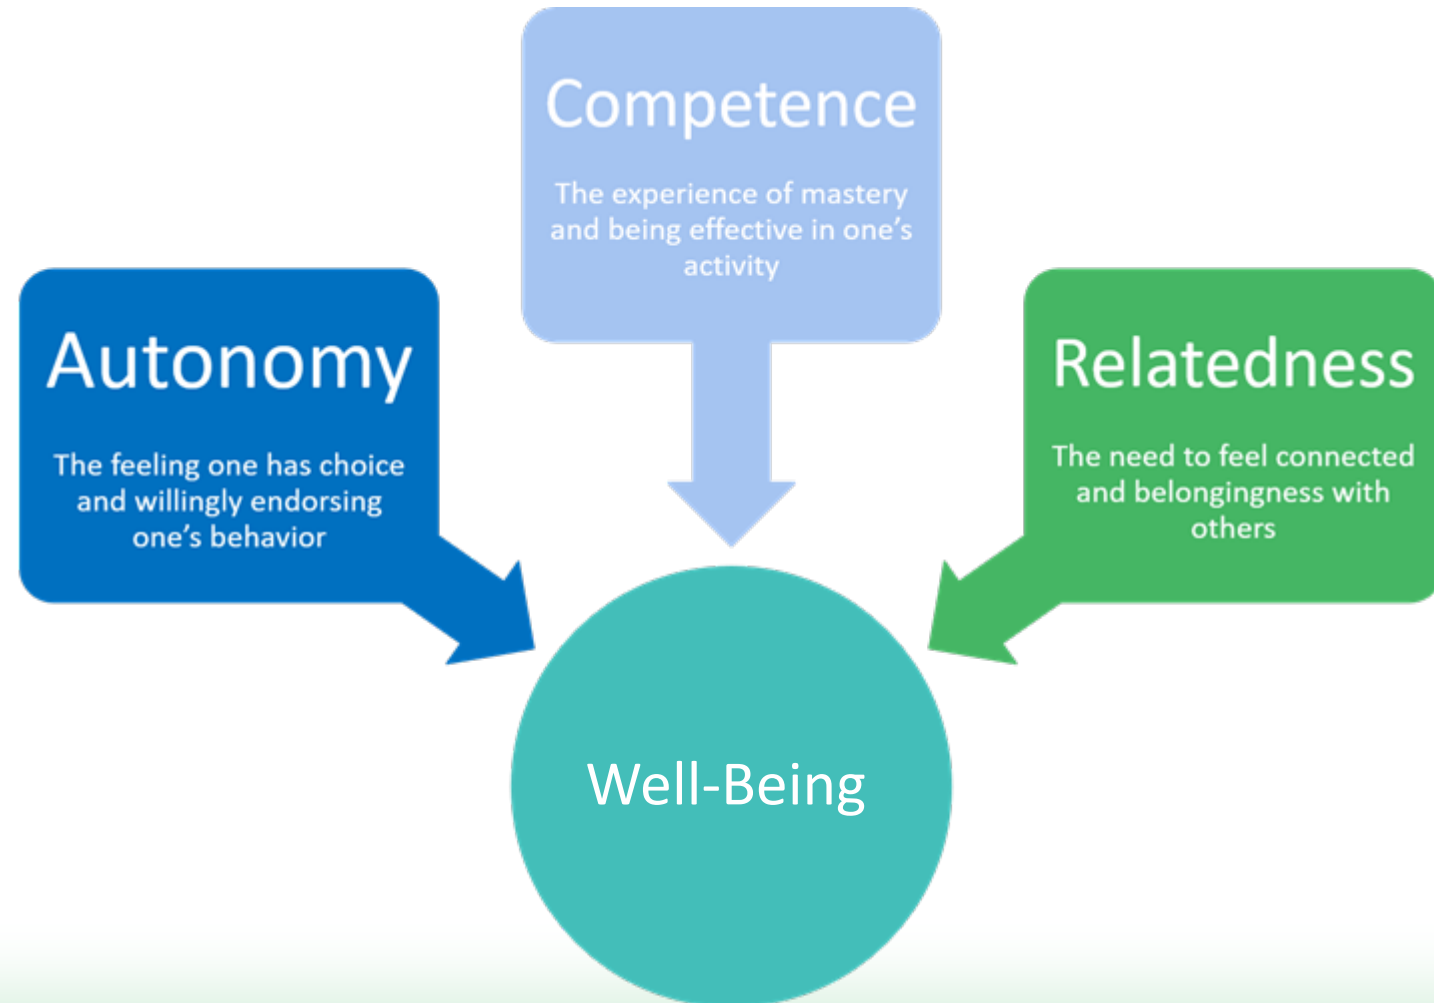 Competence
The experience of mastery
and being effective in one’s
activity
Autonomy
The feeling one has choice
and willingly endorsing
one’s behavior
Relatedness
The need to feel connected
and belongingness with
others
Well-Being